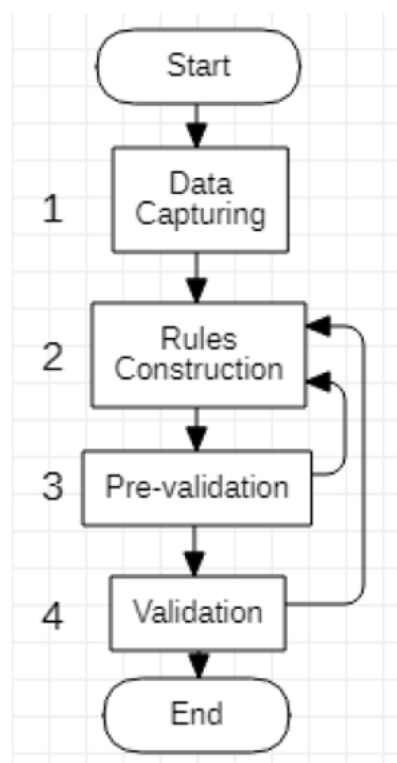 Start
1
Data
Capturing
2
Rules
Construction
3
Pre-validation
4
Validation
End